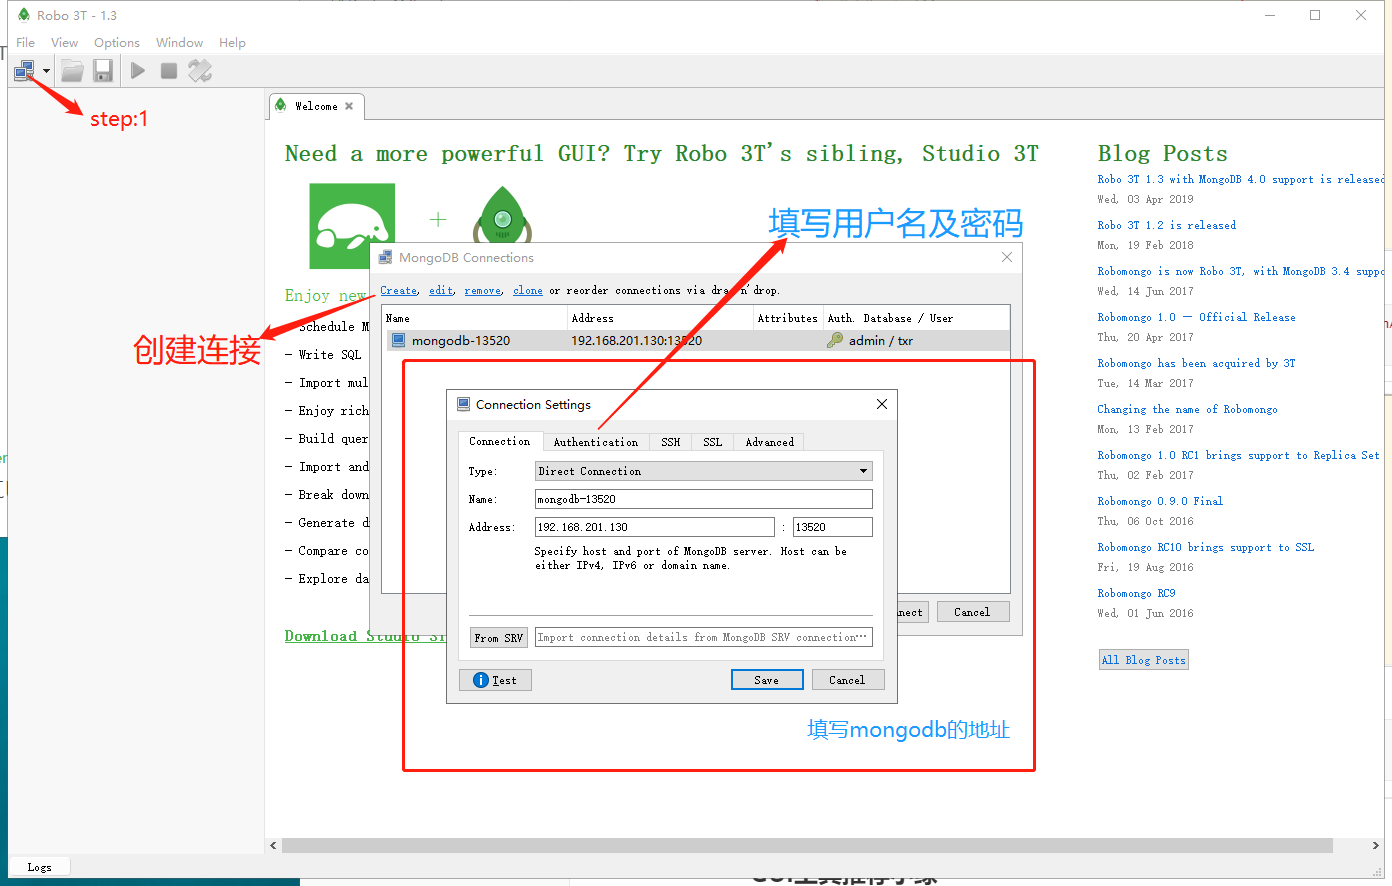 Robo 3T - 1.3
File View Options Window Help
step:1
Welcome
Need a more powerful GUI? Try Robo 3T's sibling, Studio 3T
+
填写用户名及密码
Enjoy new
- Schedule M
- Write SQL
- Import mul
- Enjoy rich
- Build quer
- Import and
- Break down
- Generate d
- Compare co
- Explore da
Download Studio 3T
创建连接
MongoDB Connections
Create, edit, remove, clone or reorder connections via drag'n'drop.
Name Address Attributes Auth. Database / User
mongodb-13520 192.168.201.130:13520 admin / txr
Connection Settings
Connection Authentication SSH SSL Advanced
Type: Direct Connection
Name: mongodb-13520
Address: 192.168.201.130 : 13520
Specify host and port of MongoDB server. Host can be
either IPv4, IPv6 or domain name.
From SRV Import connection details from MongoDB SRV connection···
Test Save Cancel
nect Cancel
填写mongodb的地址
Blog Posts
Robo 3T 1.3 with MongoDB 4.0 support is released
Wed, 03 Apr 2019
Robo 3T 1.2 is released
Mon, 19 Feb 2018
Robomongo is now Robo 3T, with MongoDB 3.4 suppo
Wed, 14 Jun 2017
Robomongo 1.0 — Official Release
Thu, 20 Apr 2017
Robomongo has been acquired by 3T
Tue, 14 Mar 2017
Changing the name of Robomongo
Mon, 13 Feb 2017
Robomongo 1.0 RC1 brings support to Replica Set
Thu, 02 Feb 2017
Robomongo 0.9.0 Final
Thu, 06 Oct 2016
Robomongo RC10 brings support to SSL
Fri, 19 Aug 2016
Robomongo RC9
Wed, 01 Jun 2016
All Blog Posts
Logs